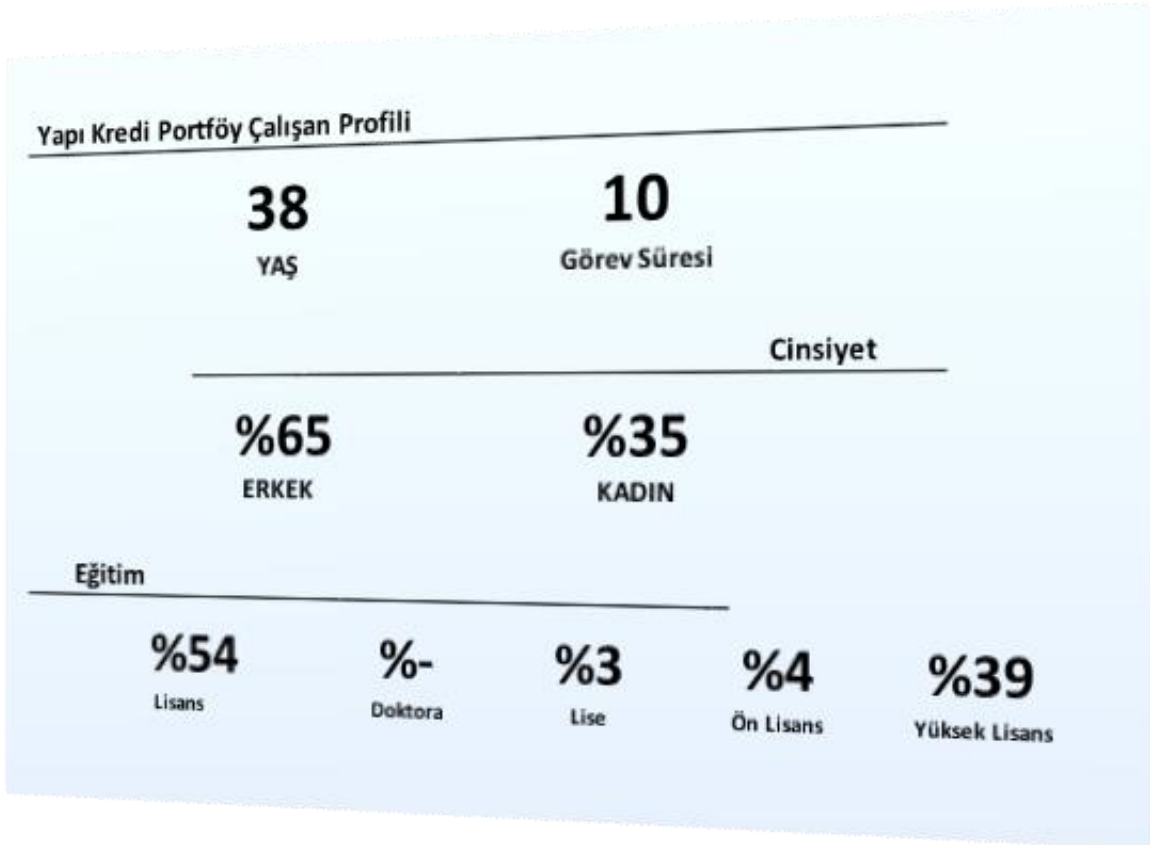 Yapı Kredi Portföy Çalışan Profili
38 10
YAŞ Görev Süresi
Cinsiyet
%65 %35
ERKEK KADIN
Eğitim
%54 %- %3 %4 %39
Lisans Doktora Lise Ön Lisans Yüksek Lisans